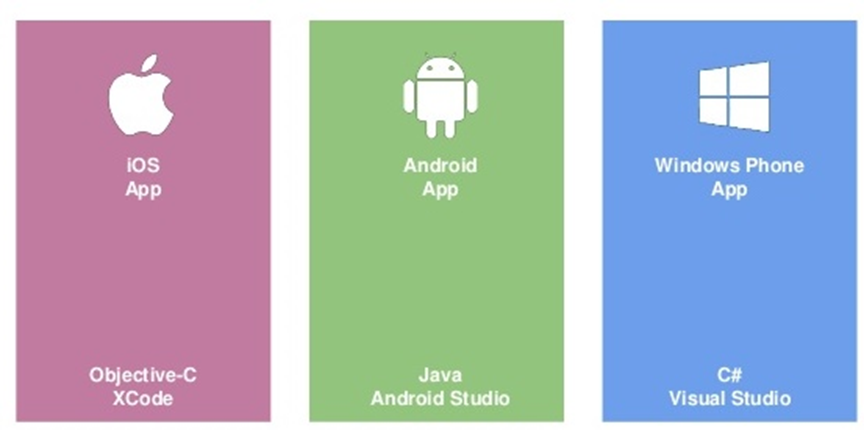 iOS
App
Objective-C
XCode
Android
App
Java
Android Studio
Windows Phone
App
C#
Visual Studio